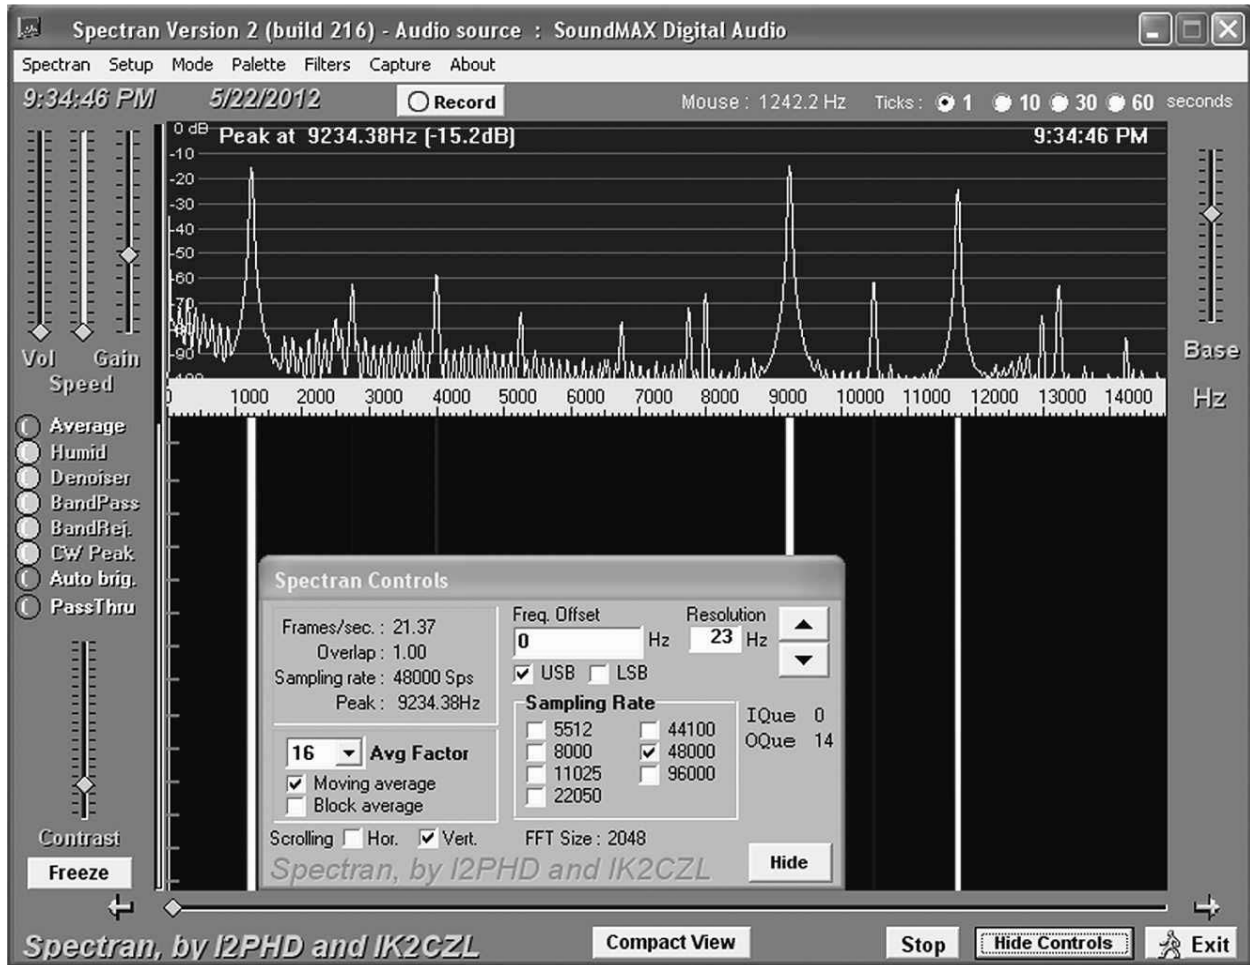 Spectran Version 2 (build 216) - Audio source : SoundMAX Digital Audio
Spectran Setup Mode Palette Filters Capture About
9:34:46 PM 5/22/2012 Record Mouse : 1242.2 Hz Ticks : 1 10 30 60 seconds
0 dB Peak at 9234.38Hz (-15.2dB) 9:34:46 PM
-10
-20
-30
-40
-50
-60
-70
-80
-90
-100
Vol Gain
Speed
Base
Hz
0 1000 2000 3000 4000 5000 6000 7000 8000 9000 10000 11000 12000 13000 14000
Average
Humid
Denoiser
BandPass
BandRej.
CW Peak
Auto brig.
PassThru
Contrast
Freeze
Spectran Controls
Frames/sec. : 21.37
Overlap : 1.00
Sampling rate : 48000 Sps
Peak : 9234.38Hz
16 Avg Factor
Moving average
Block average
Scrolling Hor. Vert.
Freq. Offset
0 Hz
USB LSB
Resolution
23 Hz
Sampling Rate
5512 44100
8000 48000
11025 96000
22050
IQue 0
OQue 14
FFT Size : 2048
Spectran, by I2PHD and IK2CZL
Hide
Spectran, by I2PHD and IK2CZL
Compact View
Stop
Hide Controls
Exit